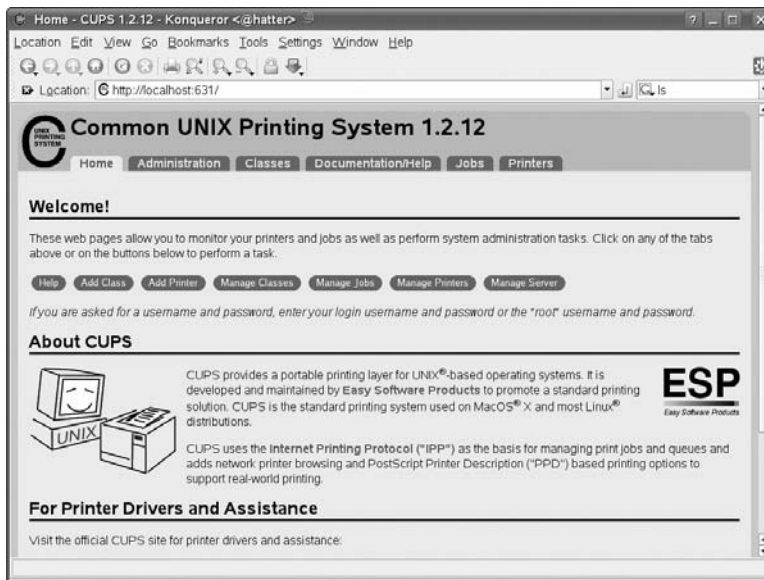 Home - CUPS 1.2.12 - Konqueror <@hatter>
Location Edit View Go Bookmarks Tools Settings Window Help
Location: http://localhost:631/
ls
UNIX
PRINTING
SYSTEM
Common UNIX Printing System 1.2.12
Home Administration Classes Documentation/Help Jobs Printers
Welcome!
These web pages allow you to monitor your printers and jobs as well as perform system administration tasks. Click on any of the tabs
above or on the buttons below to perform a task.
Help Add Class Add Printer Manage Classes Manage Jobs Manage Printers Manage Server
If you are asked for a username and password, enter your login username and password or the "root" username and password.
About CUPS
UNIX
CUPS provides a portable printing layer for UNIX®-based operating systems. It is
developed and maintained by Easy Software Products to promote a standard printing
solution. CUPS is the standard printing system used on MacOS® X and most Linux®
distributions.
ESP
Easy Software Products
CUPS uses the Internet Printing Protocol ("IPP") as the basis for managing print jobs and queues and
adds network printer browsing and PostScript Printer Description ("PPD") based printing options to
support real-world printing.
For Printer Drivers and Assistance
Visit the official CUPS site for printer drivers and assistance: